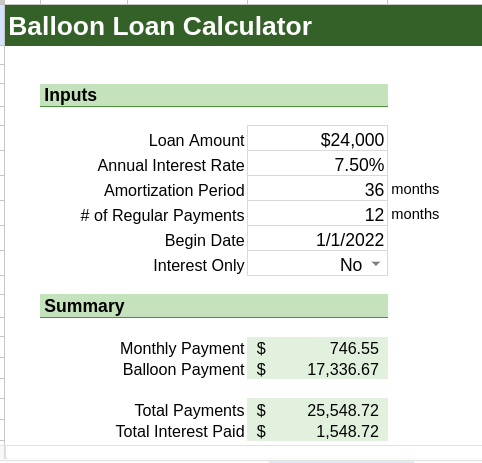 Balloon Loan Calculator
Inputs
Loan Amount $24,000
Annual Interest Rate 7.50%
Amortization Period 36 months
# of Regular Payments 12 months
Begin Date 1/1/2022
Interest Only No
Summary
Monthly Payment $ 746.55
Balloon Payment $ 17,336.67
Total Payments $ 25,548.72
Total Interest Paid $ 1,548.72